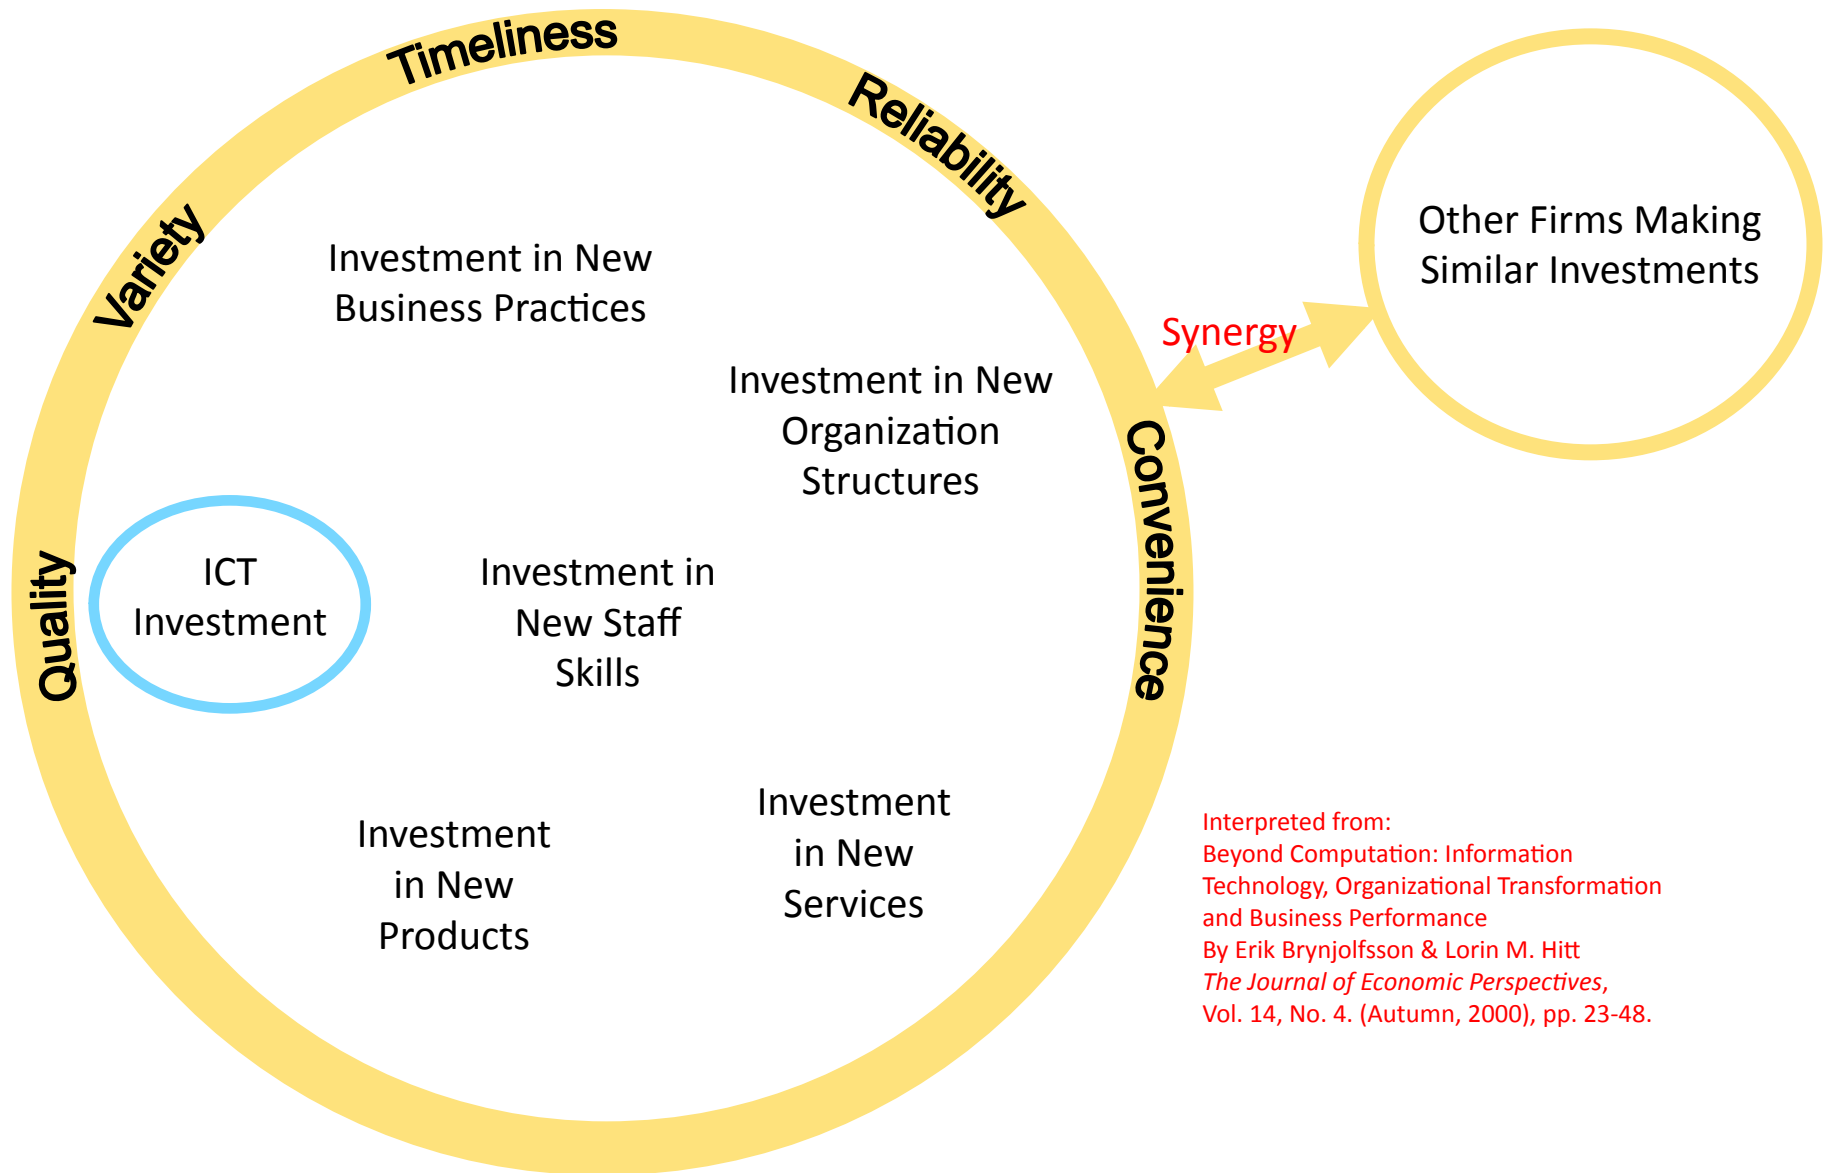 Timeliness
Reliability
Variety
Convenience
Quality
Investment in New
Business Practices
Investment in New
Organization
Structures
ICT
Investment
Investment in
New Staff
Skills
Investment
in New
Products
Investment
in New
Services
Synergy
Other Firms Making
Similar Investments
Interpreted from:
Beyond Computation: Information
Technology, Organizational Transformation
and Business Performance
By Erik Brynjolfsson & Lorin M. Hitt
The Journal of Economic Perspectives,
Vol. 14, No. 4. (Autumn, 2000), pp. 23-48.